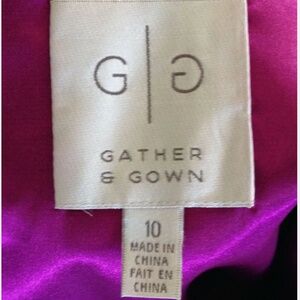 G|G
GATHER
& GOWN
10
MADE IN
CHINA
FAIT EN
CHINA